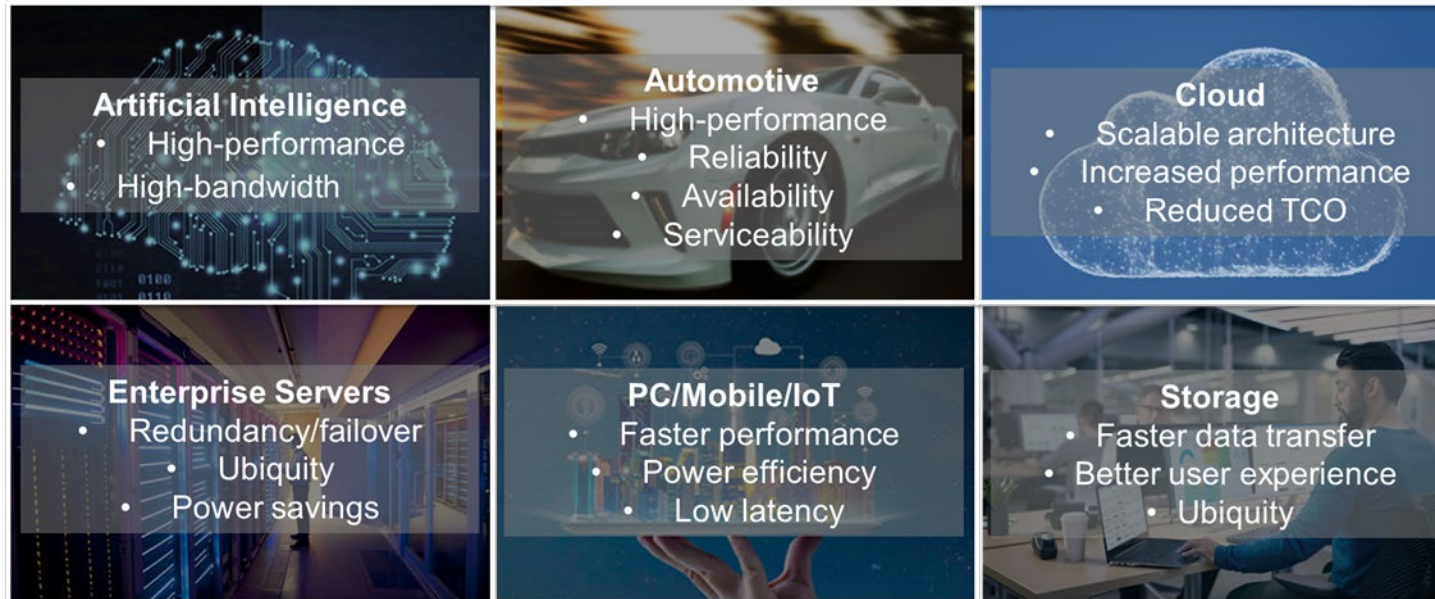 Artificial Intelligence
• High-performance
• High-bandwidth
Automotive
• High-performance
• Reliability
• Availability
• Serviceability
Cloud
• Scalable architecture
• Increased performance
• Reduced TCO
Enterprise Servers
• Redundancy/failover
• Ubiquity
• Power savings
PC/Mobile/IoT
• Faster performance
• Power efficiency
• Low latency
Storage
• Faster data transfer
• Better user experience
• Ubiquity
0100
0110